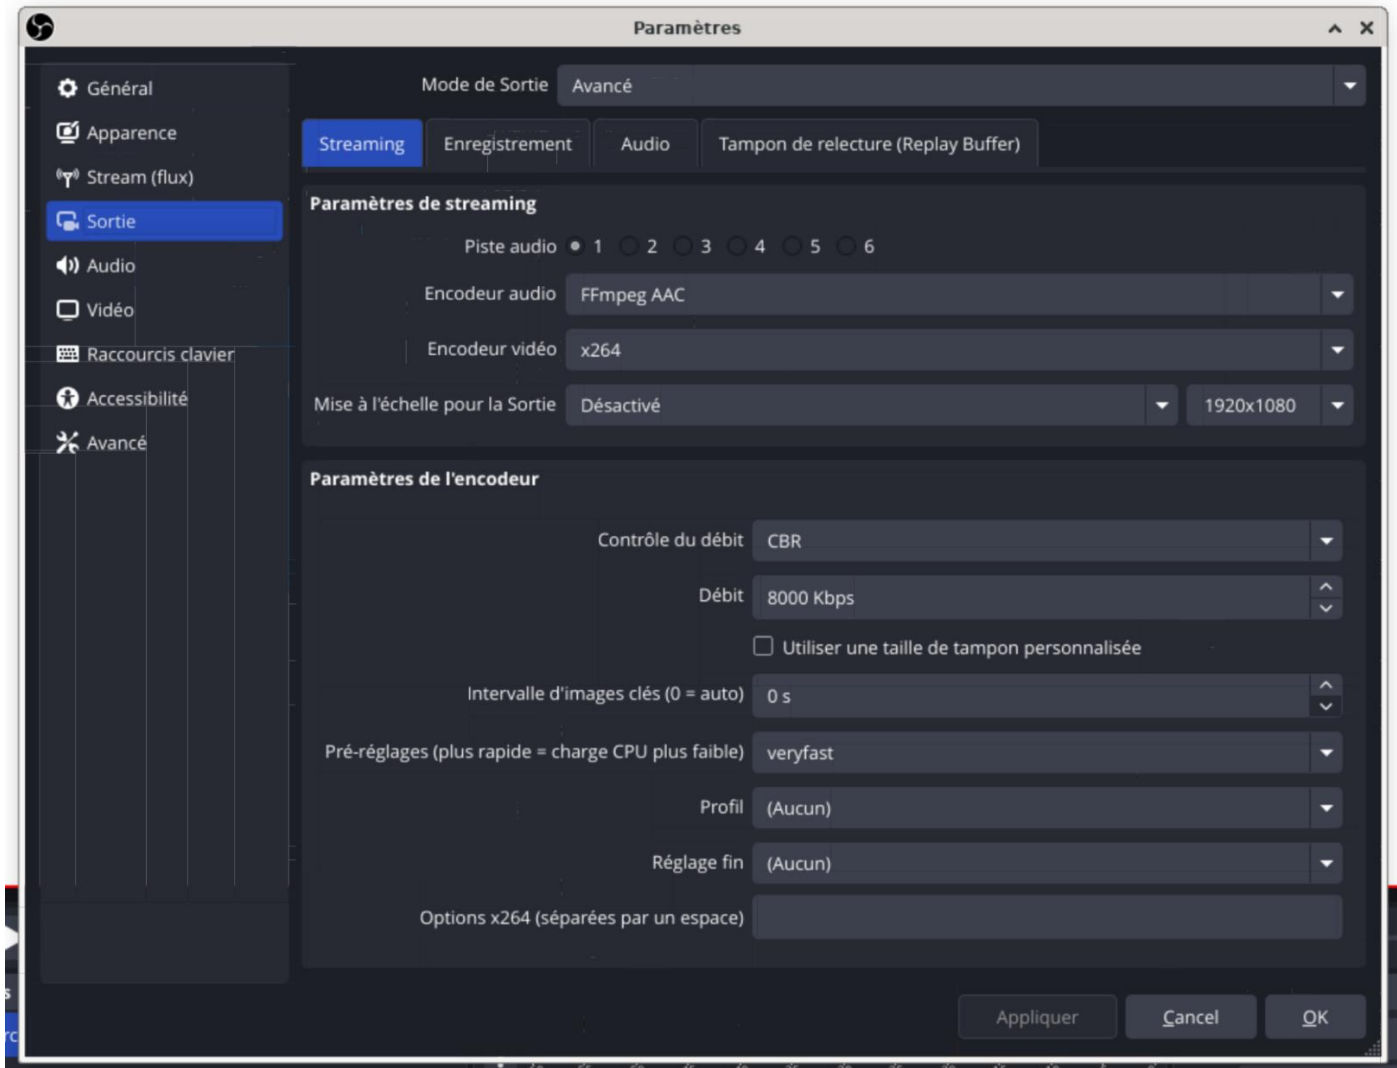 Paramètres
Général
Apparence
Stream (flux)
Sortie
Audio
Vidéo
Raccourcis clavier
Accessibilité
Avancé
Mode de Sortie Avancé
Streaming Enregistrement Audio Tampon de relecture (Replay Buffer)
Paramètres de streaming
Piste audio 1 2 3 4 5 6
Encodeur audio FFmpeg AAC
Encodeur vidéo x264
Mise à l'échelle pour la Sortie Désactivé 1920x1080
Paramètres de l'encodeur
Contrôle du débit CBR
Débit 8000 Kbps
Utiliser une taille de tampon personnalisée
Intervalle d'images clés (0 = auto) 0 s
Pré-réglages (plus rapide = charge CPU plus faible) veryfast
Profil (Aucun)
Réglage fin (Aucun)
Options x264 (séparées par un espace)
Appliquer Cancel OK